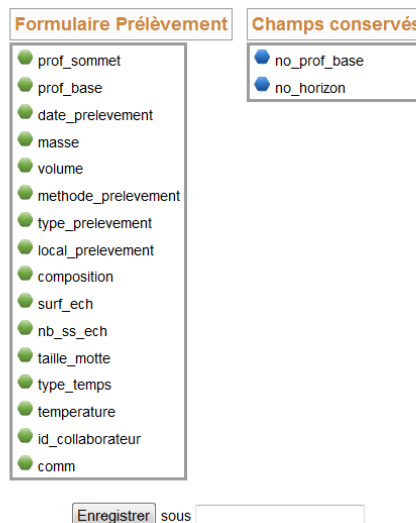 Formulaire Prélèvement
prof_sommet
prof_base
date_prelevement
masse
volume
methode_prelevement
type_prelevement
local_prelevement
composition
surf_ech
nb_ss_ech
taille_motte
type_temps
temperature
id_collaborateur
comm
Champs conservés
no_prof_base
no_horizon
Enregistrer sous